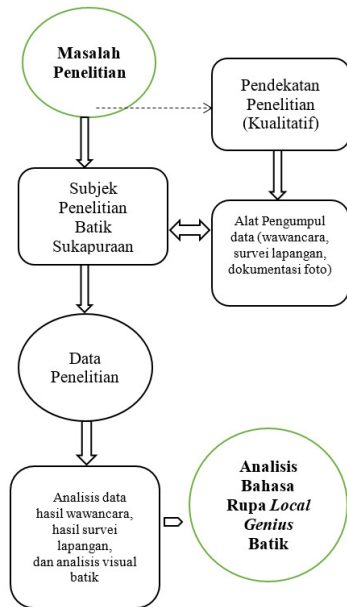 Masalah
Penelitian
Pendekatan
Penelitian
(Kualitatif)
Subjek
Penelitian
Batik
Sukapuraan
Alat Pengumpul
data (wawancara,
survei lapangan,
dokumentasi foto)
Data
Penelitian
Analisis data
hasil wawancara,
hasil survei
lapangan,
dan analisis visual
batik
Analisis
Bahasa
Rupa Local
Genius
Batik